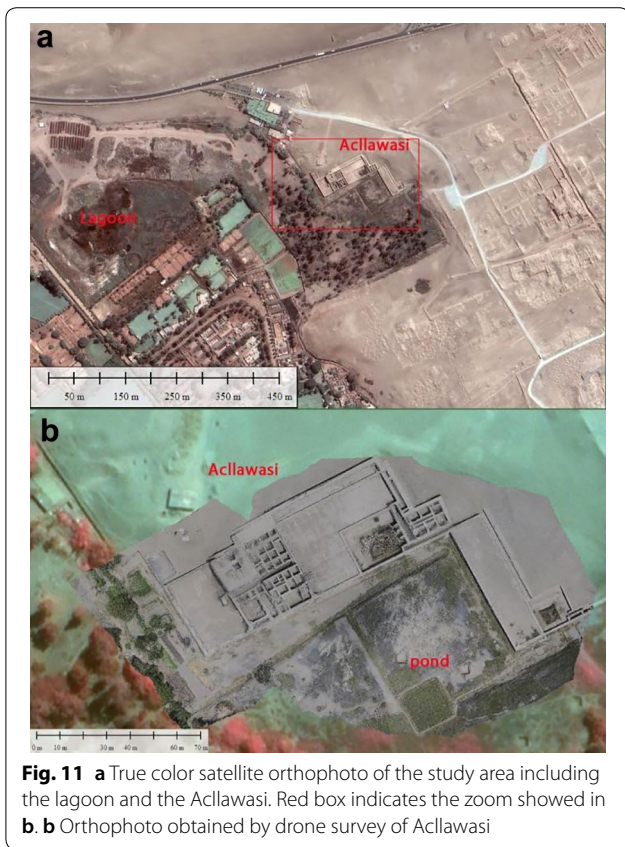 a
Acllawasi
Lagoon
50 m 150 m 250 m 350 m 450 m
b
Acllawasi
pond
0 m 10 m 30 m 40 m 60 m 70 m
Fig. 11 a True color satellite orthophoto of the study area including
the lagoon and the Acllawasi. Red box indicates the zoom showed in
b. b Orthophoto obtained by drone survey of Acllawasi